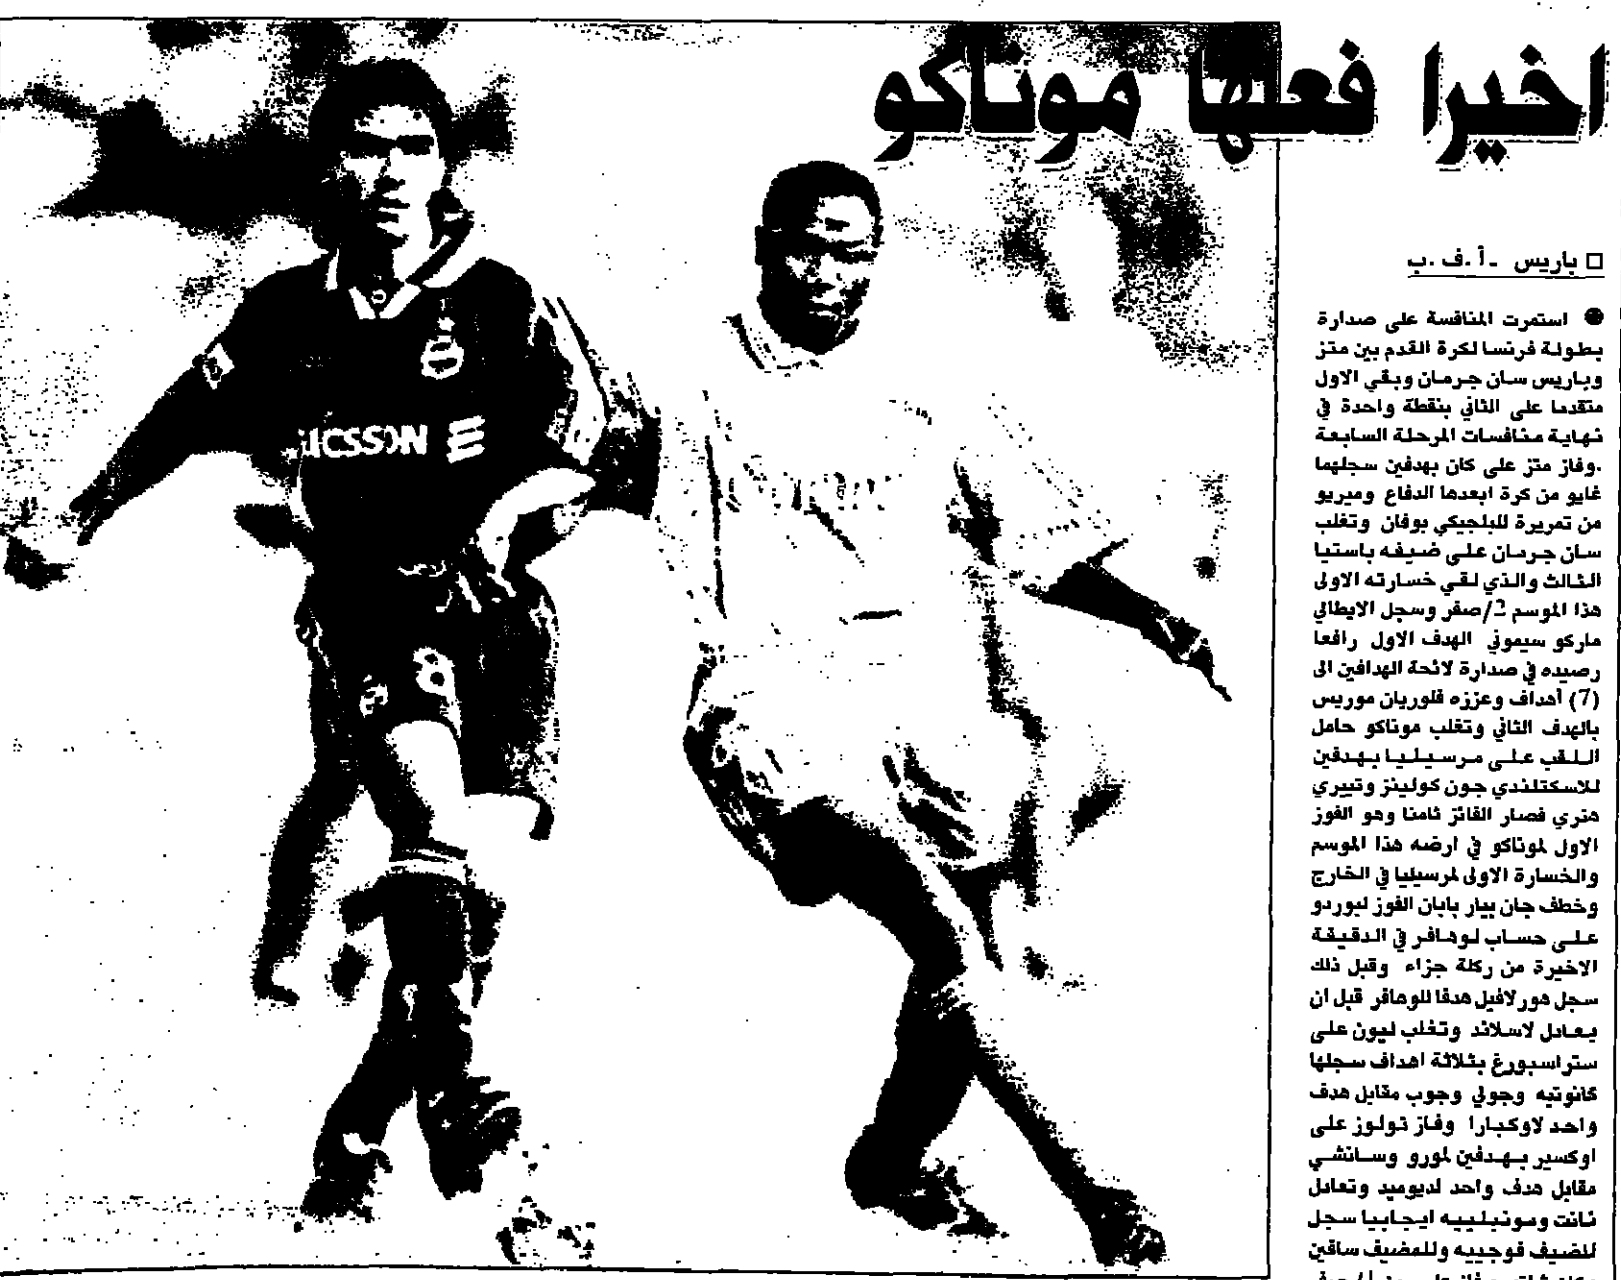 اخيرا فعلها موناكو
□ باريس - أ.ف.ب
● استمرت المنافسة على صدارة
بطولة فرنسا لكرة القدم بين متز
وباريس سان جرمان وبقي الاول
متقدما على الثاني بنقطة واحدة في
نهاية منافسات المرحلة السابعة
.وفاز متز على كان بهدفين سجلهما
غايو من كرة ابعدها الدفاع وميريو
من تمريرة للبلجيكي بوفان وتغلب
سان جرمان على ضيفه باستيا
الثالث والذي لقي خسارته الاولى
هذا الموسم 2/صفر وسجل الايطالي
ماركو سيموني الهدف الاول رافعا
رصيده في صدارة لائحة الهدافين الى
(7) أهداف وعززه فلوريان موريس
بالهدف الثاني وتغلب موناكو حامل
اللقب على مرسيليا بهدفين
للاسكتلندي جون كولينز وتييري
هنري فصار الفائز ثامنا وهو الفوز
الاول لموناكو في ارضه هذا الموسم
والخسارة الاولى لمرسيليا في الخارج
وخطف جان بيار بابان الفوز لبوردو
على حساب لوهافر في الدقيقة
الاخيرة من ركلة جزاء وقبل ذلك
سجل هورلافيل هدفا للوهافر قبل ان
يعادل لاسلاند وتغلب ليون على
ستراسبورغ بثلاثة اهداف سجلها
كانوتيه وجولي وجوب مقابل هدف
واحد لاوكبارا وفاز تولوز على
اوكسير بهدفين لمورو وسانشي
مقابل هدف واحد لديوميد وتعادل
نانت ومونبلييه ايجابيا سجل
للضيف فوجييه وللمضيف ساقين
ICSSON
8